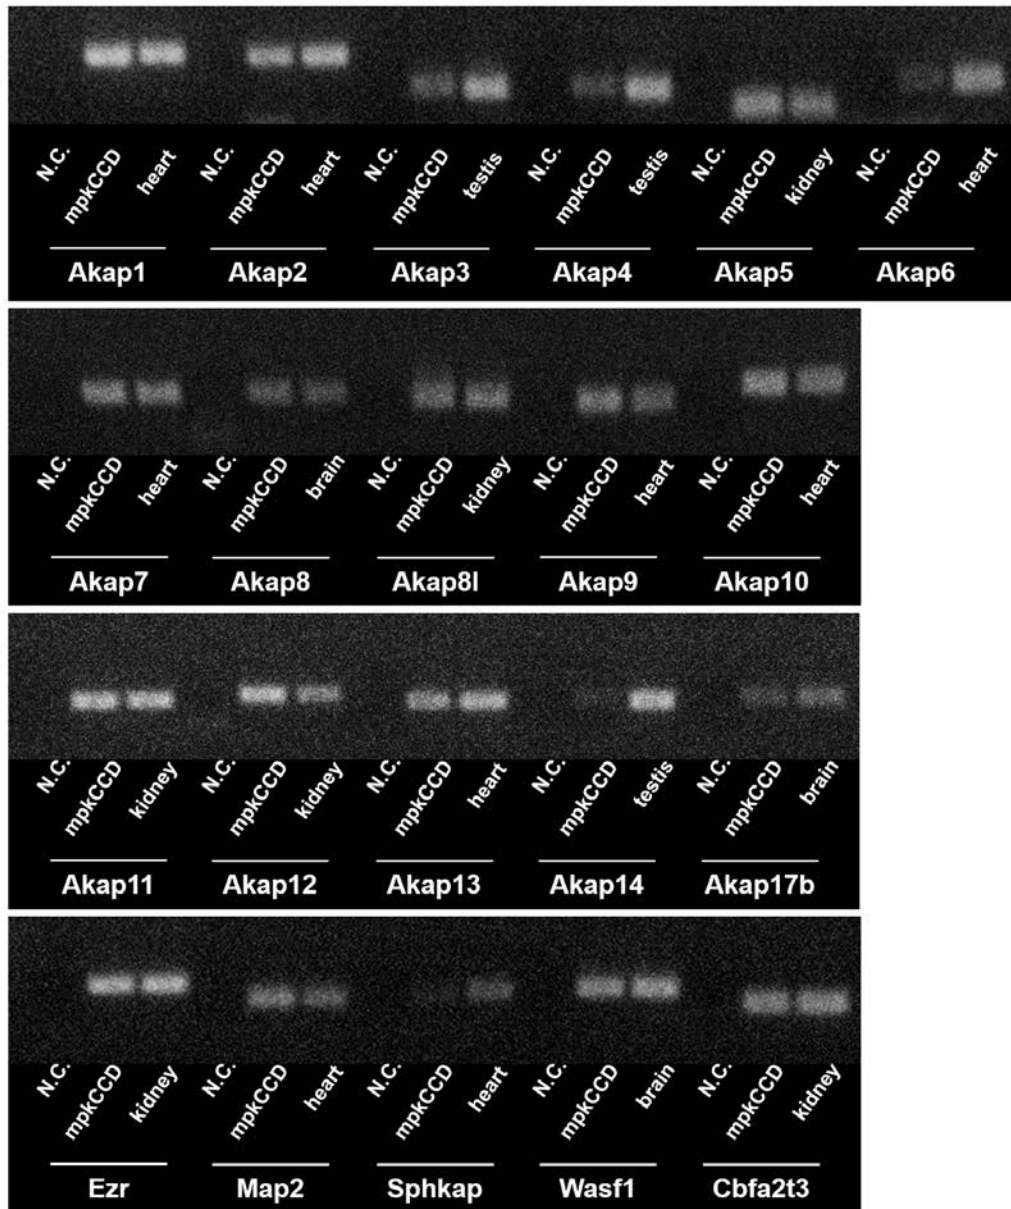 N.C. mpkCCD heart N.C. mpkCCD heart N.C. mpkCCD testis N.C. mpkCCD testis N.C. mpkCCD kidney N.C. mpkCCD heart
Akap1 Akap2 Akap3 Akap4 Akap5 Akap6
N.C. mpkCCD heart N.C. mpkCCD brain N.C. mpkCCD kidney N.C. mpkCCD heart N.C. mpkCCD heart
Akap7 Akap8 Akap8l Akap9 Akap10
N.C. mpkCCD kidney N.C. mpkCCD kidney N.C. mpkCCD heart N.C. mpkCCD testis N.C. mpkCCD brain
Akap11 Akap12 Akap13 Akap14 Akap17b
N.C. mpkCCD kidney N.C. mpkCCD heart N.C. mpkCCD heart N.C. mpkCCD brain N.C. mpkCCD kidney
Ezr Map2 Sphkap Wasf1 Cbfa2t3